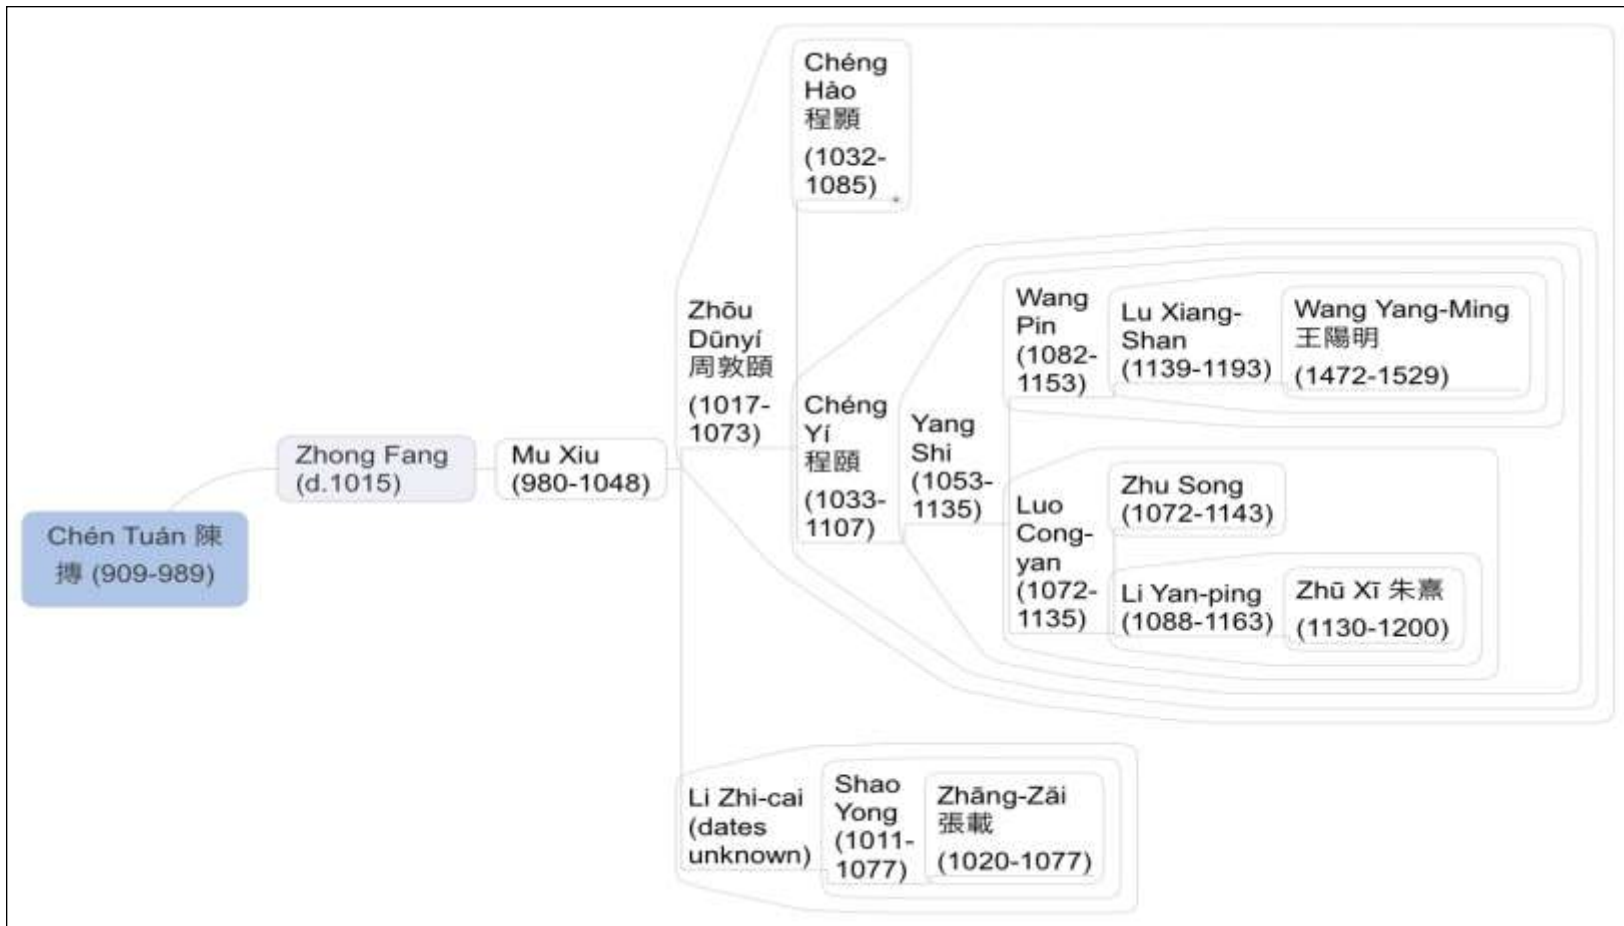 Chén Tuán 陳
摶 (909-989)
Zhong Fang
(d.1015)
Mu Xiu
(980-1048)
Zhōu
Dūnyí
周敦頤
(1017-
1073)
Chéng
Hào
程顥
(1032-
1085)
Chéng
Yí
程頤
(1033-
1107)
Yang
Shi
(1053-
1135)
Wang
Pin
(1082-
1153)
Lu Xiang-
Shan
(1139-1193)
Wang Yang-Ming
王陽明
(1472-1529)
Luo
Cong-
yan
(1072-
1135)
Zhu Song
(1072-1143)
Li Yan-ping
(1088-1163)
Zhū Xī 朱熹
(1130-1200)
Li Zhi-cai
(dates
unknown)
Shao
Yong
(1011-
1077)
Zhāng-Zǎi
張載
(1020-1077)